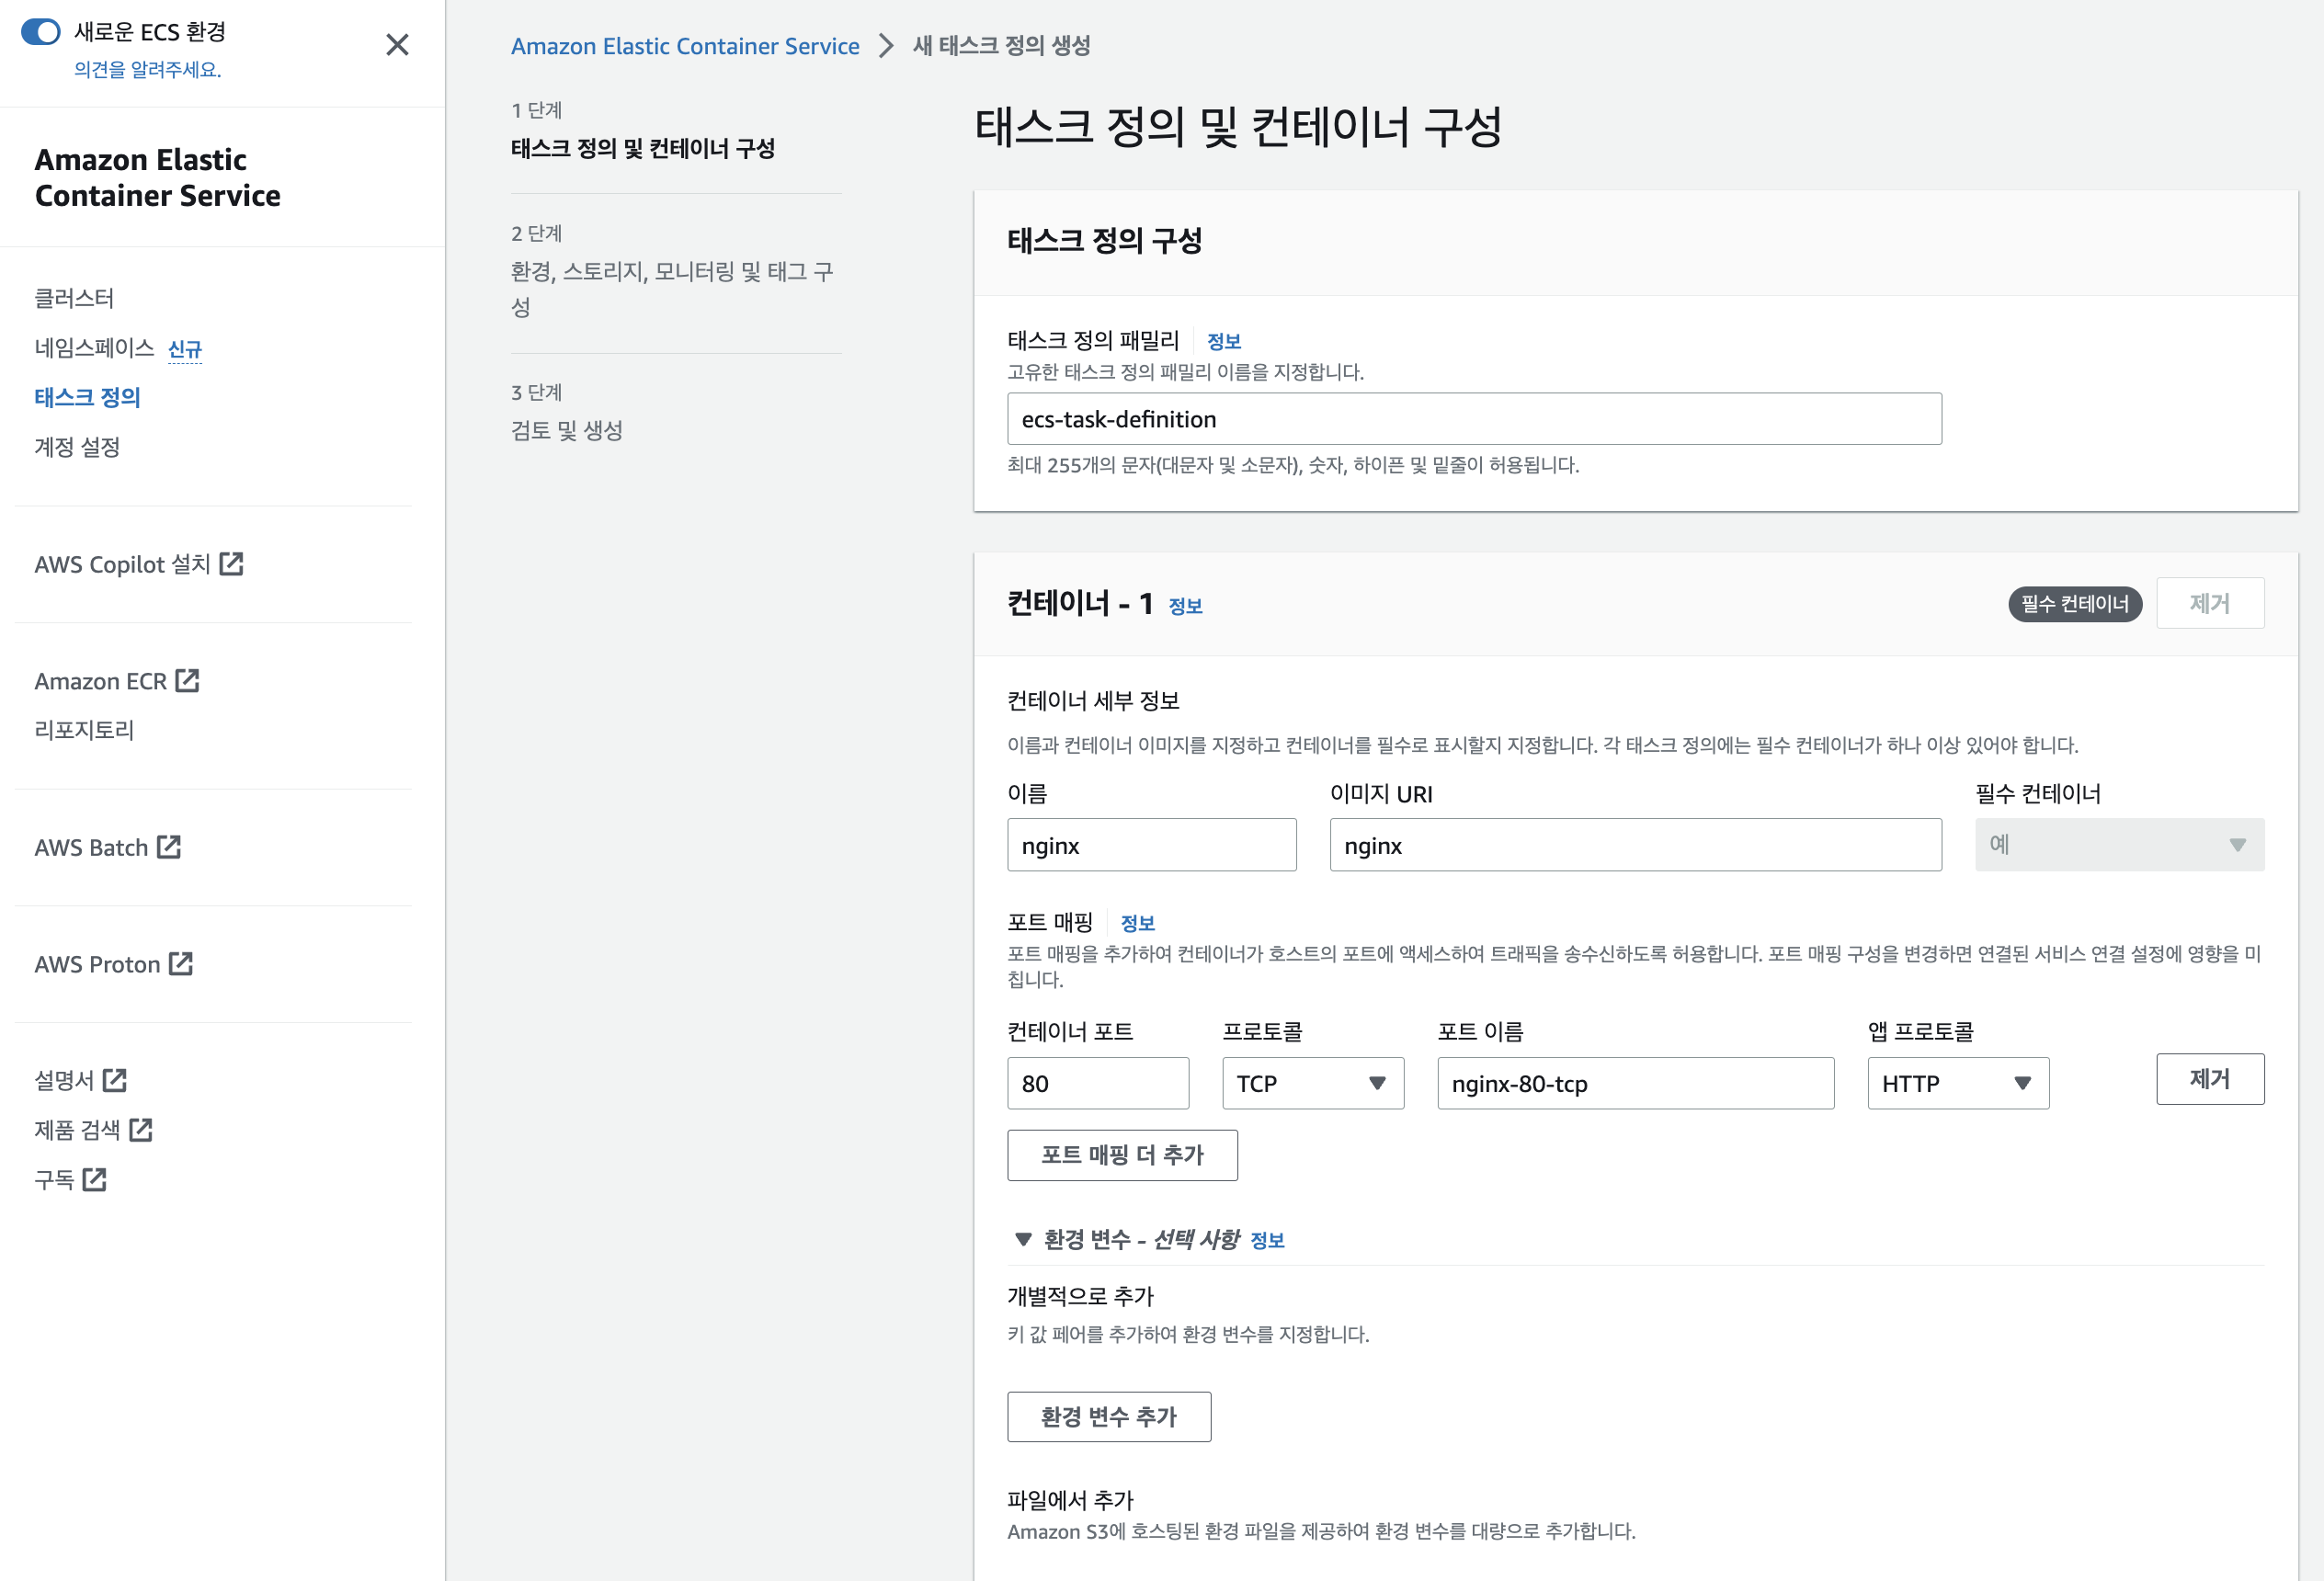 새로운 ECS 환경
의견을 알려주세요.
Amazon Elastic
Container Service
클러스터
네임스페이스 신규
태스크 정의
계정 설정
AWS Copilot 설치
Amazon ECR
리포지토리
AWS Batch
AWS Proton
설명서
제품 검색
구독
Amazon Elastic Container Service > 새 태스크 정의 생성
1 단계
태스크 정의 및 컨테이너 구성
2 단계
환경, 스토리지, 모니터링 및 태그 구
성
3 단계
검토 및 생성
태스크 정의 및 컨테이너 구성
태스크 정의 구성
태스크 정의 패밀리 정보
고유한 태스크 정의 패밀리 이름을 지정합니다.
ecs-task-definition
최대 255개의 문자(대문자 및 소문자), 숫자, 하이픈 및 밑줄이 허용됩니다.
컨테이너 - 1 정보 필수 컨테이너 제거
컨테이너 세부 정보
이름과 컨테이너 이미지를 지정하고 컨테이너를 필수로 표시할지 지정합니다. 각 태스크 정의에는 필수 컨테이너가 하나 이상 있어야 합니다.
이름 이미지 URI 필수 컨테이너
nginx nginx 예
포트 매핑 정보
포트 매핑을 추가하여 컨테이너가 호스트의 포트에 액세스하여 트래픽을 송수신하도록 허용합니다. 포트 매핑 구성을 변경하면 연결된 서비스 연결 설정에 영향을 미
칩니다.
컨테이너 포트 프로토콜 포트 이름 앱 프로토콜
80 TCP nginx-80-tcp HTTP 제거
포트 매핑 더 추가
환경 변수 - 선택 사항 정보
개별적으로 추가
키 값 페어를 추가하여 환경 변수를 지정합니다.
환경 변수 추가
파일에서 추가
Amazon S3에 호스팅된 환경 파일을 제공하여 환경 변수를 대량으로 추가합니다.